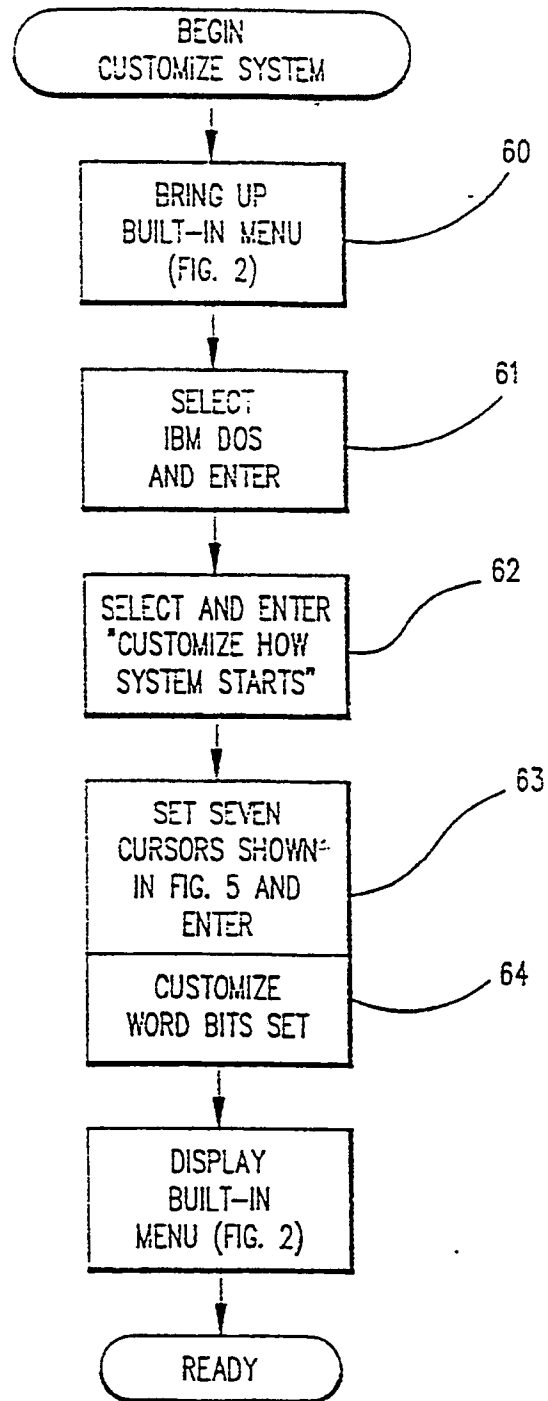 BEGIN
CUSTOMIZE SYSTEM
60
BRING UP
BUILT-IN MENU
(FIG. 2)
61
SELECT
IBM DOS
AND ENTER
62
SELECT AND ENTER
"CUSTOMIZE HOW
SYSTEM STARTS"
63
SET SEVEN
CURSORS SHOWN
IN FIG. 5 AND
ENTER
64
CUSTOMIZE
WORD BITS SET
DISPLAY
BUILT-IN
MENU (FIG. 2)
READY